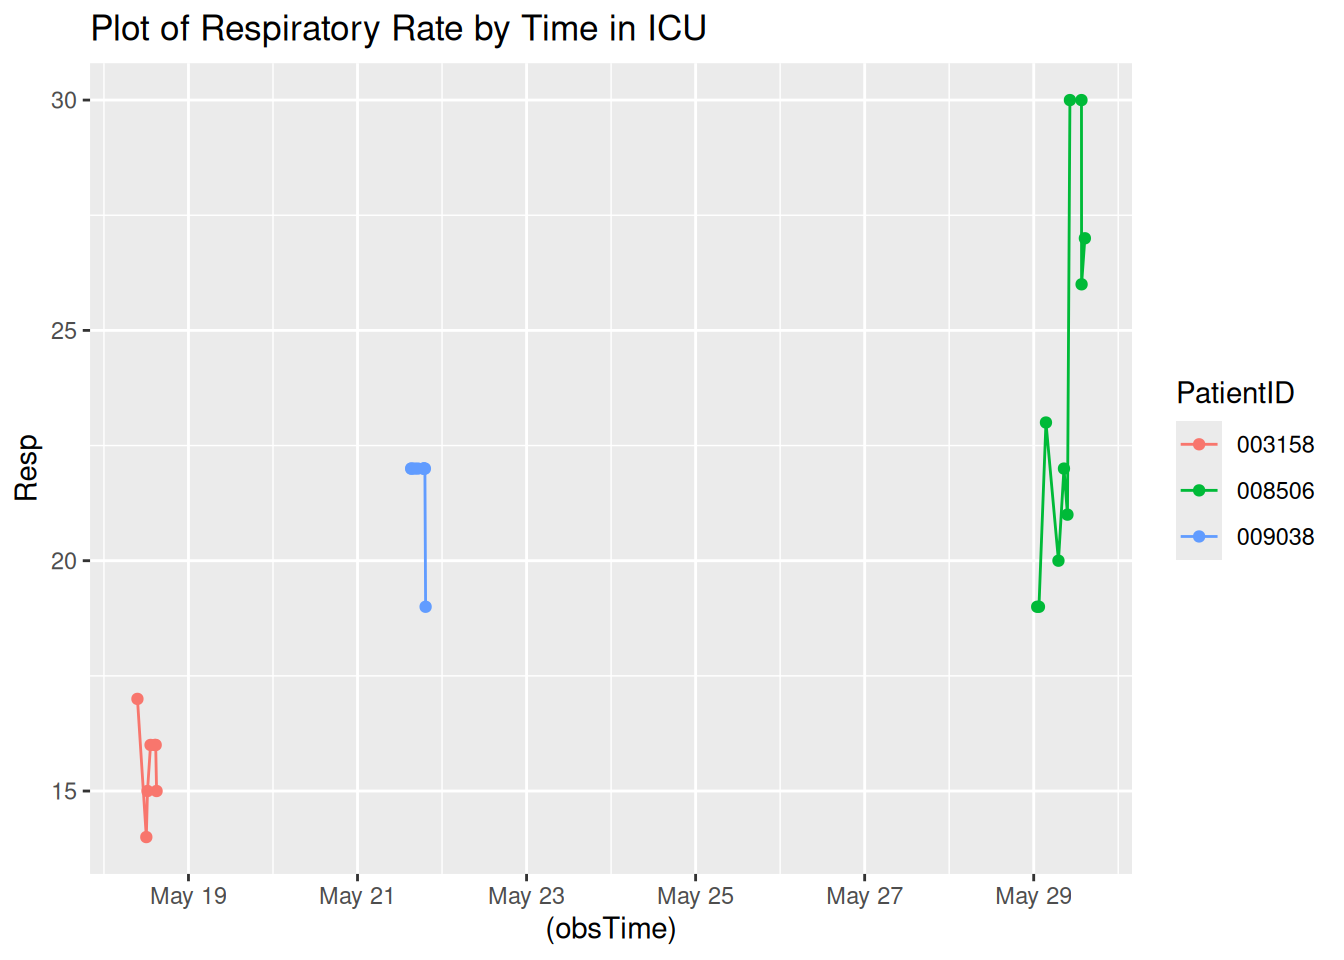 Plot of Respiratory Rate by Time in ICU
30
25
20
15
Resp
May 19 May 21 May 23 May 25 May 27 May 29
(obsTime)
PatientID
003158
008506
009038